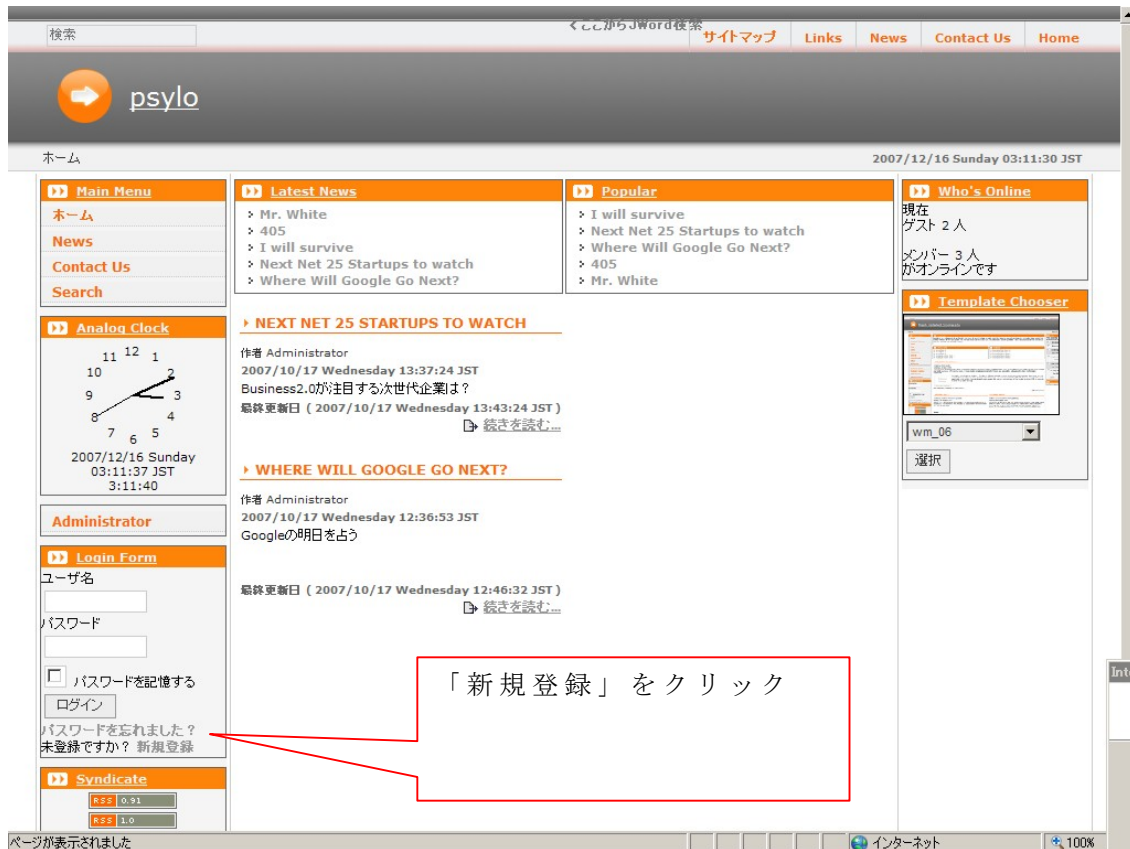 検索
くここからJWord検索
サイトマップ Links News Contact Us Home
psylo
ホーム
2007/12/16 Sunday 03:11:30 JST
Main Menu
ホーム
News
Contact Us
Search
Analog Clock
11 12 1
10 2
9 3
8 4
7 6 5
2007/12/16 Sunday
03:11:37 JST
3:11:40
Administrator
Login Form
ユーザ名
パスワード
パスワードを記憶する
ログイン
パスワードを忘れました？
未登録ですか？ 新規登録
Syndicate
RSS 0.91
RSS 1.0
Latest News
Mr. White
405
I will survive
Next Net 25 Startups to watch
Where Will Google Go Next?
Popular
I will survive
Next Net 25 Startups to watch
Where Will Google Go Next?
405
Mr. White
NEXT NET 25 STARTUPS TO WATCH
作者 Administrator
2007/10/17 Wednesday 13:37:24 JST
Business2.0が注目する次世代企業は？
最終更新日 ( 2007/10/17 Wednesday 13:43:24 JST )
続きを読む...
WHERE WILL GOOGLE GO NEXT?
作者 Administrator
2007/10/17 Wednesday 12:36:53 JST
Googleの明日を占う
最終更新日 ( 2007/10/17 Wednesday 12:46:32 JST )
続きを読む...
「新規登録」をクリック
Who's Online
現在
ゲスト 2 人
メンバー 3 人
がオンラインです
Template Chooser
wm_06
選択
Int
ページが表示されました
インターネット
100%